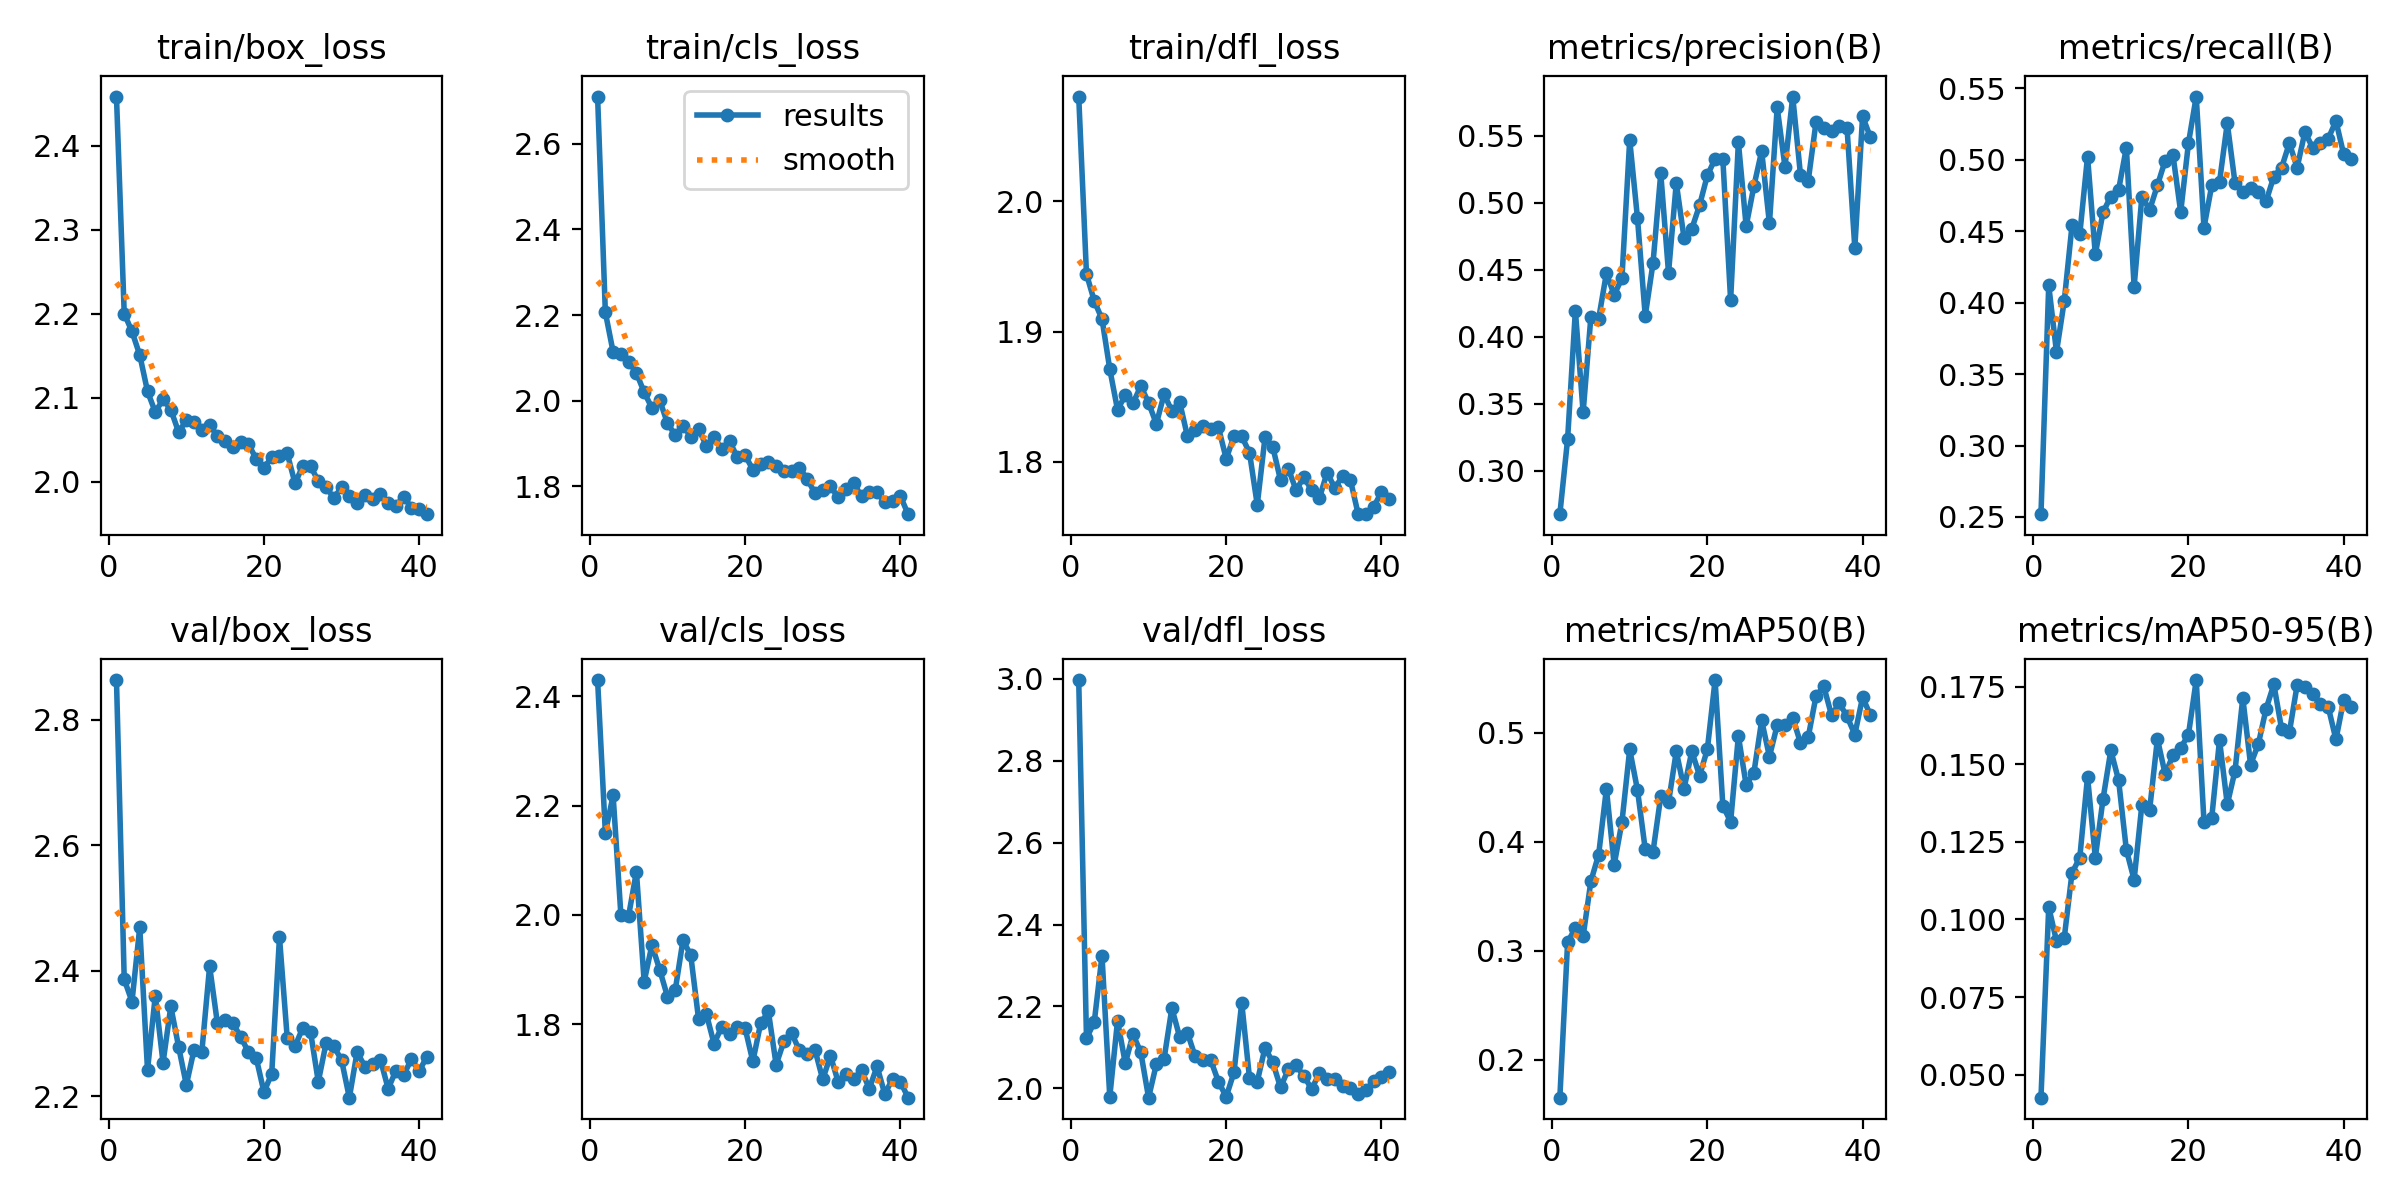 train/box_loss
2.4
2.3
2.2
2.1
2.0
0 20 40
train/cls_loss
results
smooth
2.6
2.4
2.2
2.0
1.8
0 20 40
train/dfl_loss
2.0
1.9
1.8
0 20 40
metrics/precision(B)
0.55
0.50
0.45
0.40
0.35
0.30
0 20 40
metrics/recall(B)
0.55
0.50
0.45
0.40
0.35
0.30
0.25
0 20 40
val/box_loss
2.8
2.6
2.4
2.2
0 20 40
val/cls_loss
2.4
2.2
2.0
1.8
0 20 40
val/dfl_loss
3.0
2.8
2.6
2.4
2.2
2.0
0 20 40
metrics/mAP50(B)
0.5
0.4
0.3
0.2
0 20 40
metrics/mAP50-95(B)
0.175
0.150
0.125
0.100
0.075
0.050
0 20 40